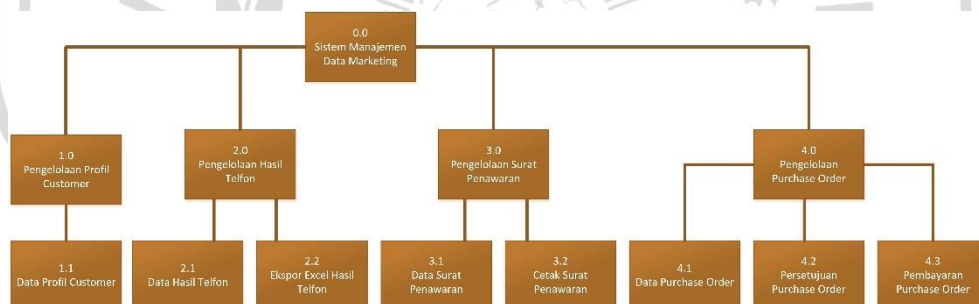 0.0
Sistem Manajemen
Data Marketing
1.0
Pengelolaan Profil
Customer
2.0
Pengelolaan Hasil
Telfon
3.0
Pengelolaan Surat
Penawaran
4.0
Pengelolaan
Purchase Order
1.1
Data Profil Customer
2.1
Data Hasil Telfon
2.2
Ekspor Excel Hasil
Telfon
3.1
Data Surat
Penawaran
3.2
Cetak Surat
Penawaran
4.1
Data Purchase Order
4.2
Persetujuan
Purchase Order
4.3
Pembayaran
Purchase Order